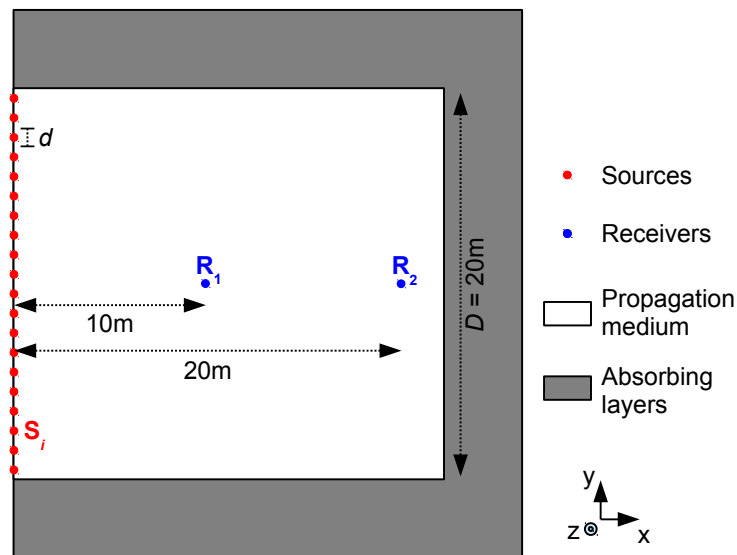 d
R1
R2
10m
20m
D = 20m
Si
Sources
Receivers
Propagation
medium
Absorbing
layers
y
z
x